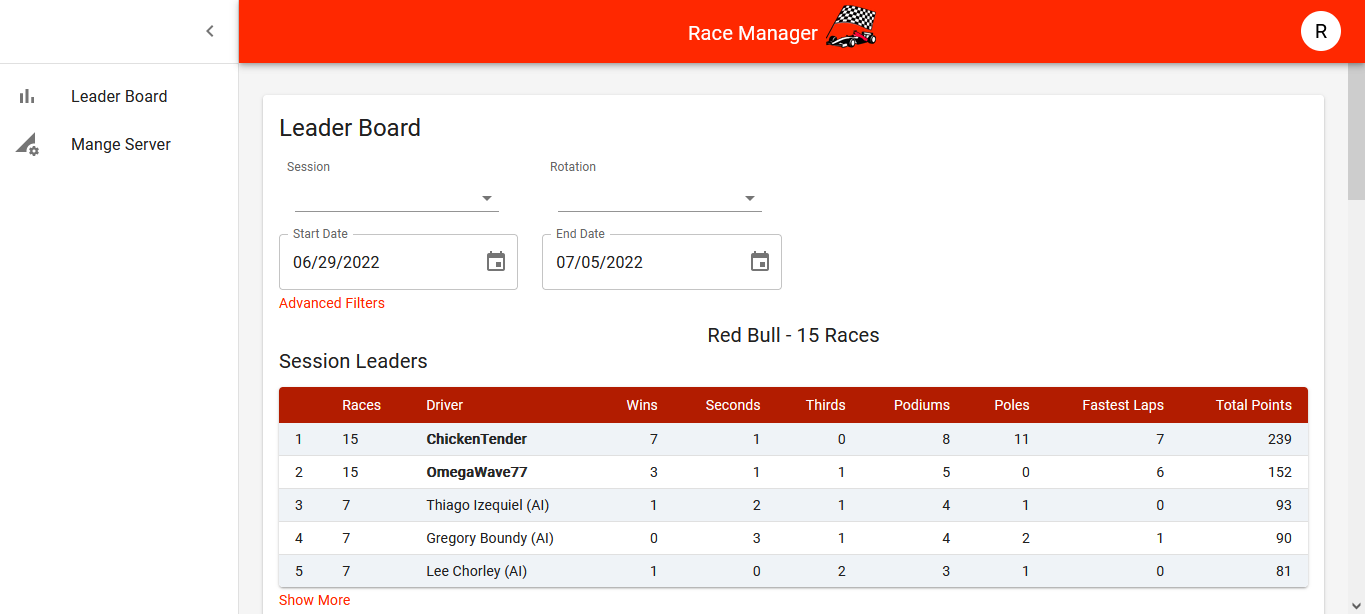 Race Manager
R
Leader Board
Mange Server
Leader Board
Session Rotation
Start Date End Date
06/29/2022 07/05/2022
Advanced Filters
Red Bull - 15 Races
Session Leaders
Races Driver Wins Seconds Thirds Podiums Poles Fastest Laps Total Points
1 15 ChickenTender 7 1 0 8 11 7 239
2 15 OmegaWave77 3 1 1 5 0 6 152
3 7 Thiago Izequiel (AI) 1 2 1 4 1 0 93
4 7 Gregory Boundy (AI) 0 3 1 4 2 1 90
5 7 Lee Chorley (AI) 1 0 2 3 1 0 81
Show More